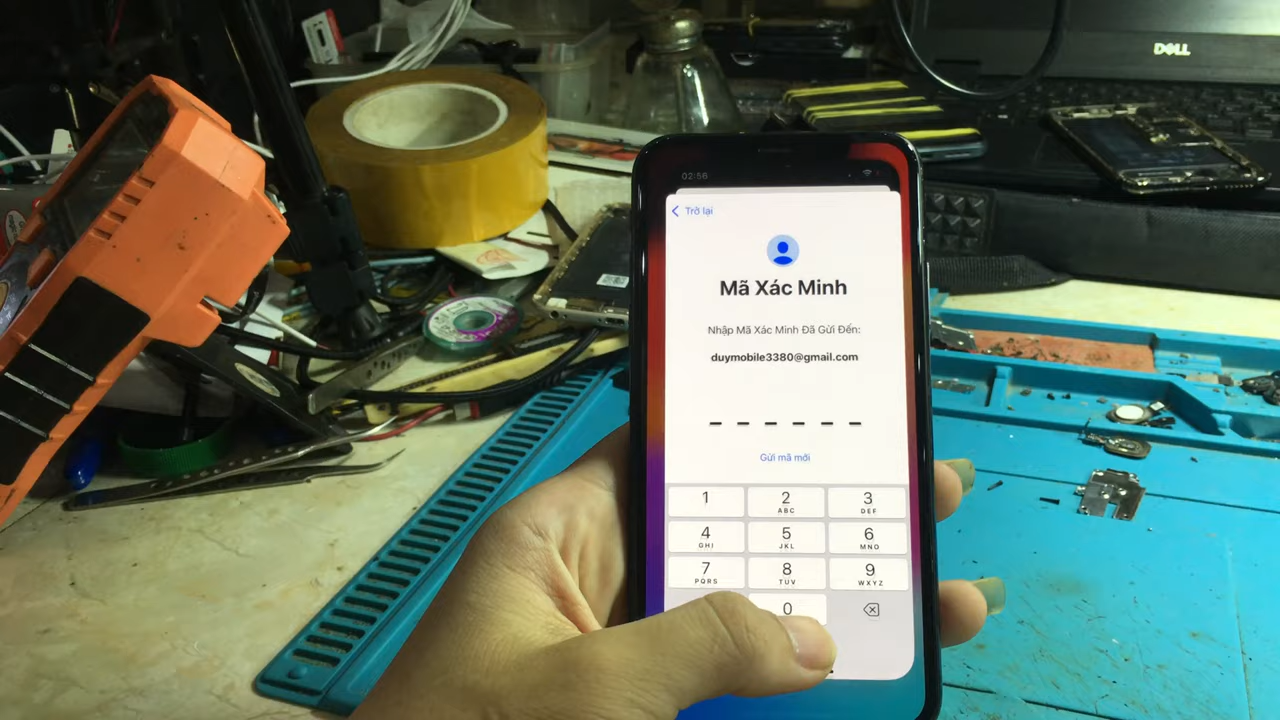 DELL
02:56
Trở lại
Mã Xác Minh
Nhập Mã Xác Minh Đã Gửi Đến:
duymobile3380@gmail.com
Gửi mã mới
1
2
ABC
3
DEF
4
GHI
5
JKL
6
MNO
7
PQRS
8
TUV
9
WXYZ
0